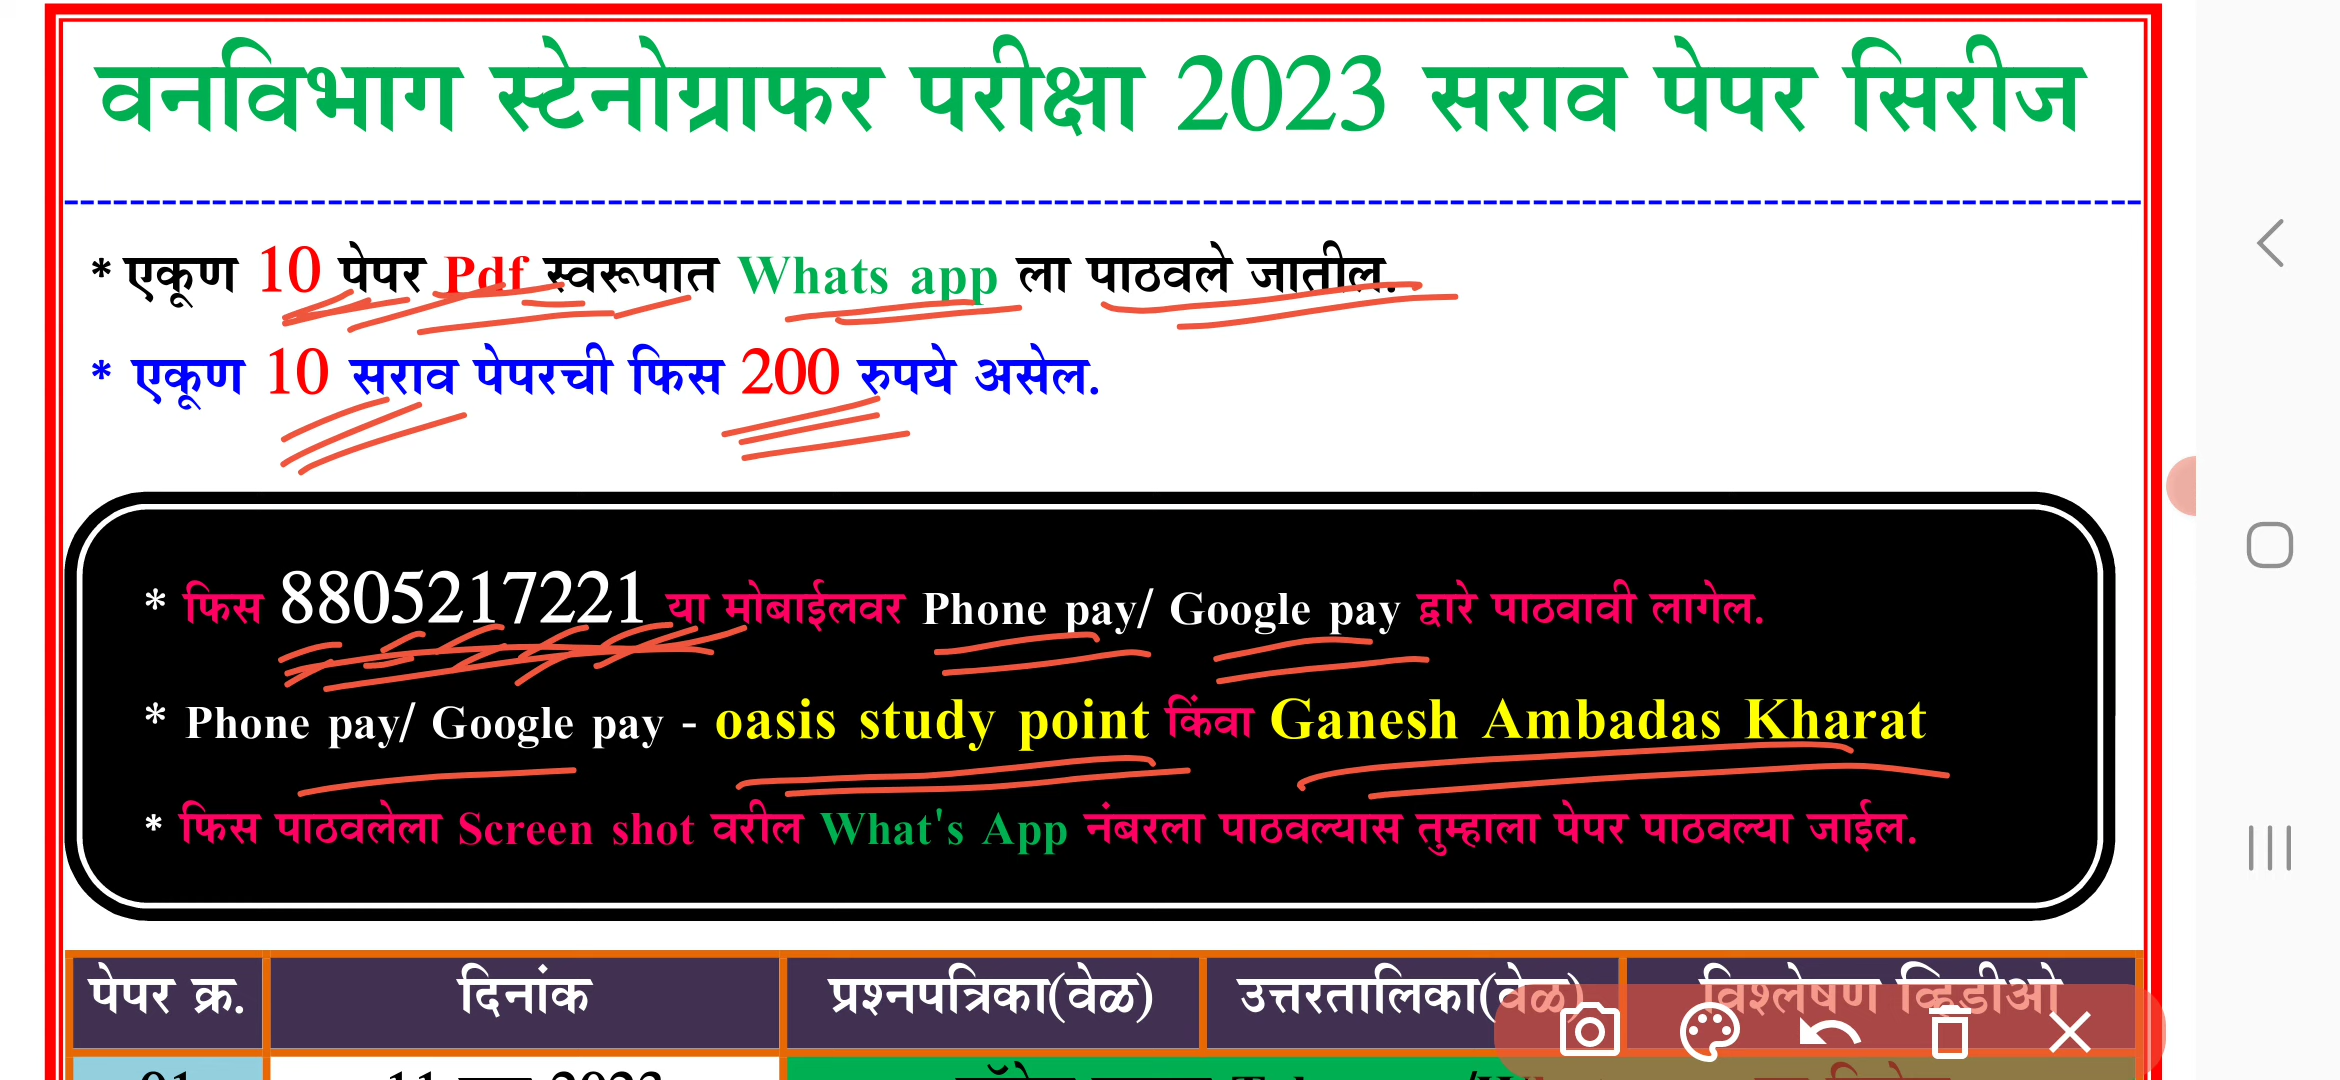 वनविभाग स्टेनोग्राफर परीक्षा 2023 सराव पेपर सिरीज
* एकूण 10 पेपर Pdf स्वरूपात Whats app ला पाठवले जातील.
* एकूण 10 सराव पेपरची फिस 200 रुपये असेल.
* फिस 8805217221 या मोबाईलवर Phone pay/ Google pay द्वारे पाठवावी लागेल.
* Phone pay/ Google pay - oasis study point किंवा Ganesh Ambadas Kharat
* फिस पाठवलेला Screen shot वरील What's App नंबरला पाठवल्यास तुम्हाला पेपर पाठवल्या जाईल.
पेपर क्र. दिनांक प्रश्नपत्रिका(वेळ) उत्तरतालिका(वेळ) विश्लेषण व्हिडीओ